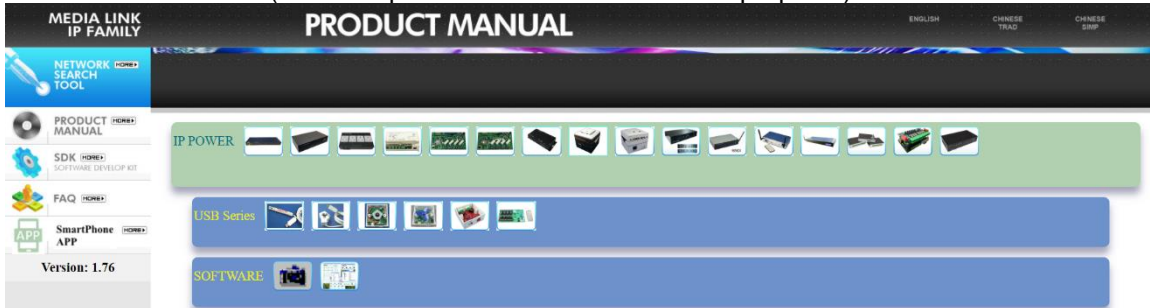 MEDIA LINK
IP FAMILY
PRODUCT MANUAL
ENGLISH
CHINESE
TRAD
CHINESE
SIMP
NETWORK MORE
SEARCH
TOOL
PRODUCT MORE
MANUAL
SDK MORE
SOFTWARE DEVELOP KIT
FAQ MORE
APP
SmartPhone MORE
APP
Version: 1.76
IP POWER
USB Series
SOFTWARE